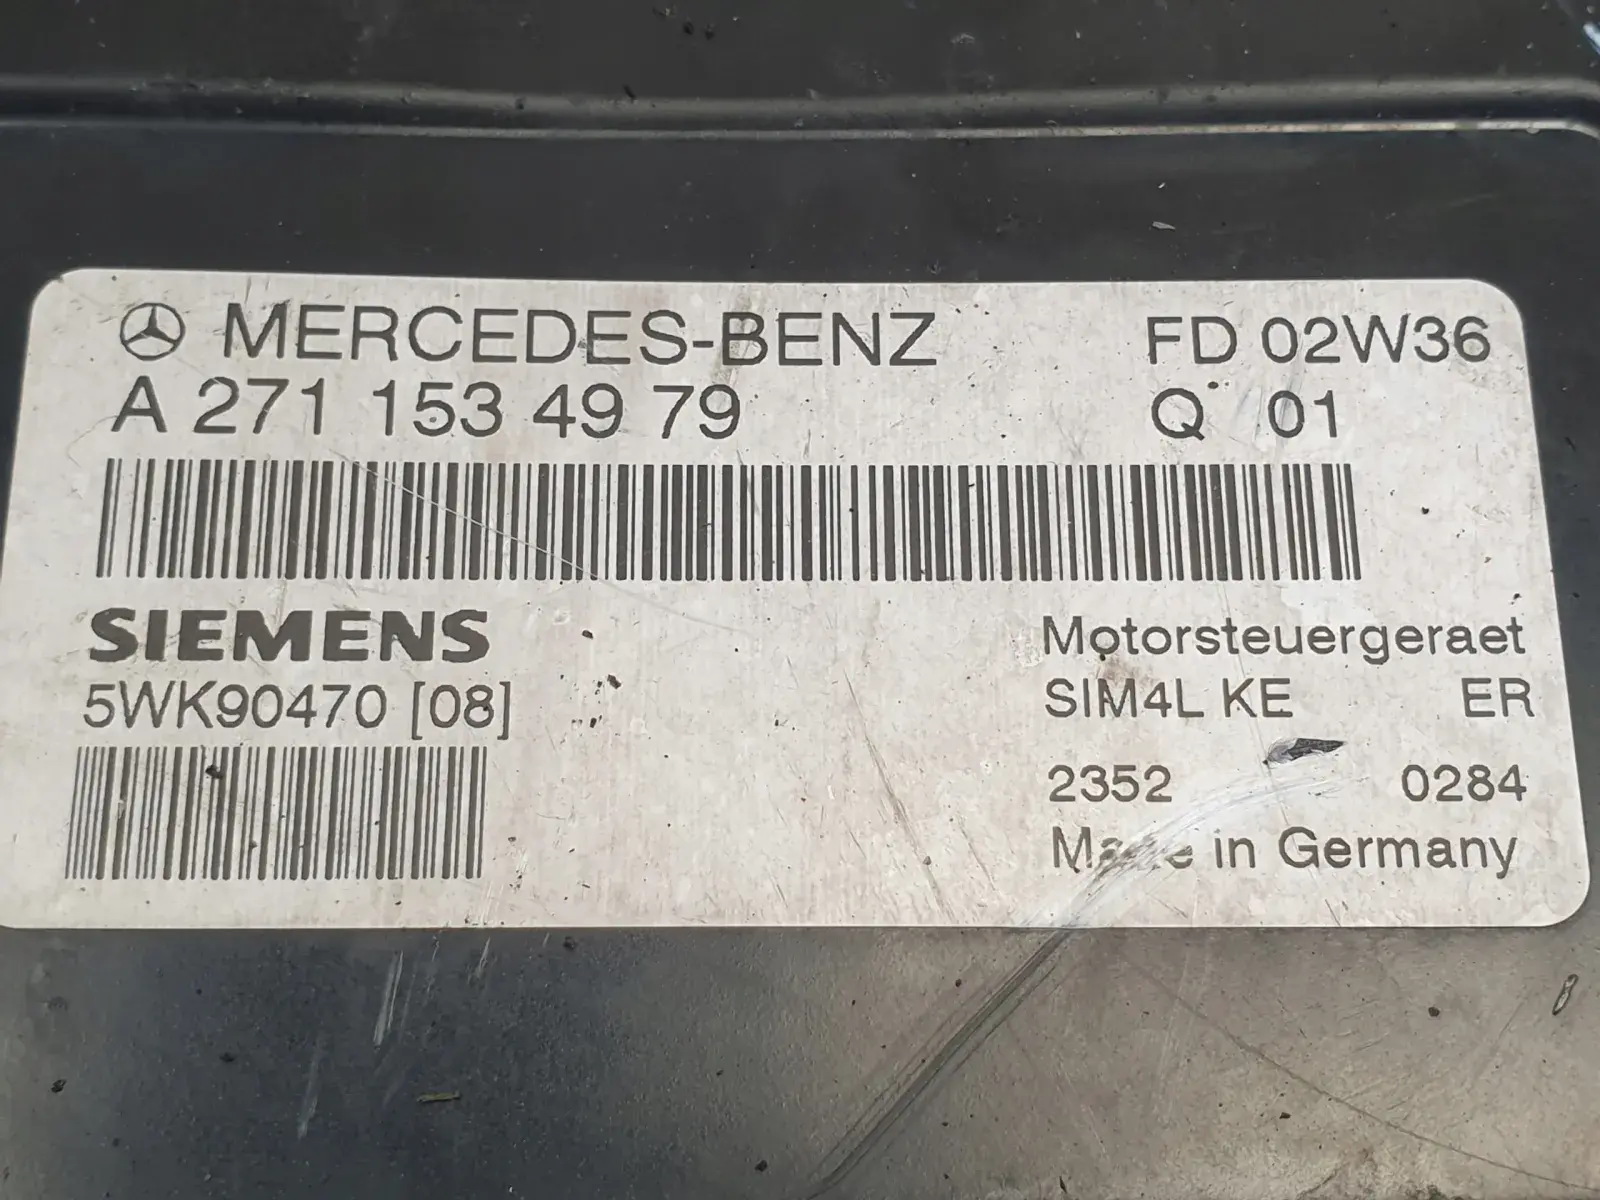 MERCEDES-BENZ FD 02W36
A 271 153 49 79 Q 01
SIEMENS Motorsteuergeraet
5WK90470 [08] SIM4L KE ER
2352 0284
Made in Germany